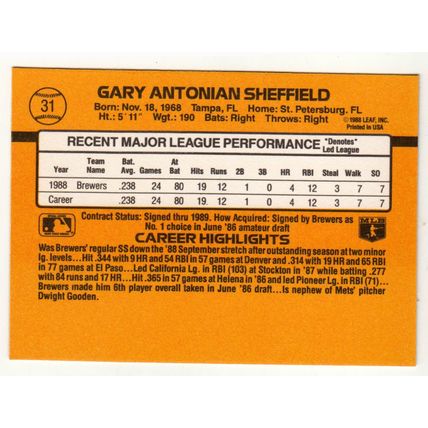 31
GARY ANTONIAN SHEFFIELD
Born: Nov. 18, 1968 Tampa, FL Home: St. Petersburg, FL
Ht.: 5´11" Wgt.: 190 Bats: Right Throws: Right
© 1988 LEAF, INC.
Printed in USA
RECENT MAJOR LEAGUE PERFORMANCE *Denotes* Led League
Year Team Name Bat. Avg. Games At Bat Hits Runs 2B 3B HR RBI Steal Walk SO
1988 Brewers .238 24 80 19 12 1 0 4 3 7 7
Career .238 24 80 19 12 1 0 4 3 7 7
Contract Status: Signed thru 1989. How Acquired: Signed by Brewers as
No. 1 choice in June '86 amateur draft
MLB
CAREER HIGHLIGHTS
Was Brewers' regular SS down the '88 September stretch after outstanding season at two minor
lg. levels...Hit .344 with 9 HR and 54 RBI in 57 games at Denver and .314 with 19 HR and 65 RBI
in 77 games at El Paso...Led California Lg. in RBI (103) at Stockton in '87 while batting .277
with 84 runs and 17 HR...Hit .365 in 57 games at Helena in '86 and led Pioneer Lg. in RBI (71)...
Brewers made him 6th player overall taken in June '86 draft...Is nephew of Mets' pitcher
Dwight Gooden.